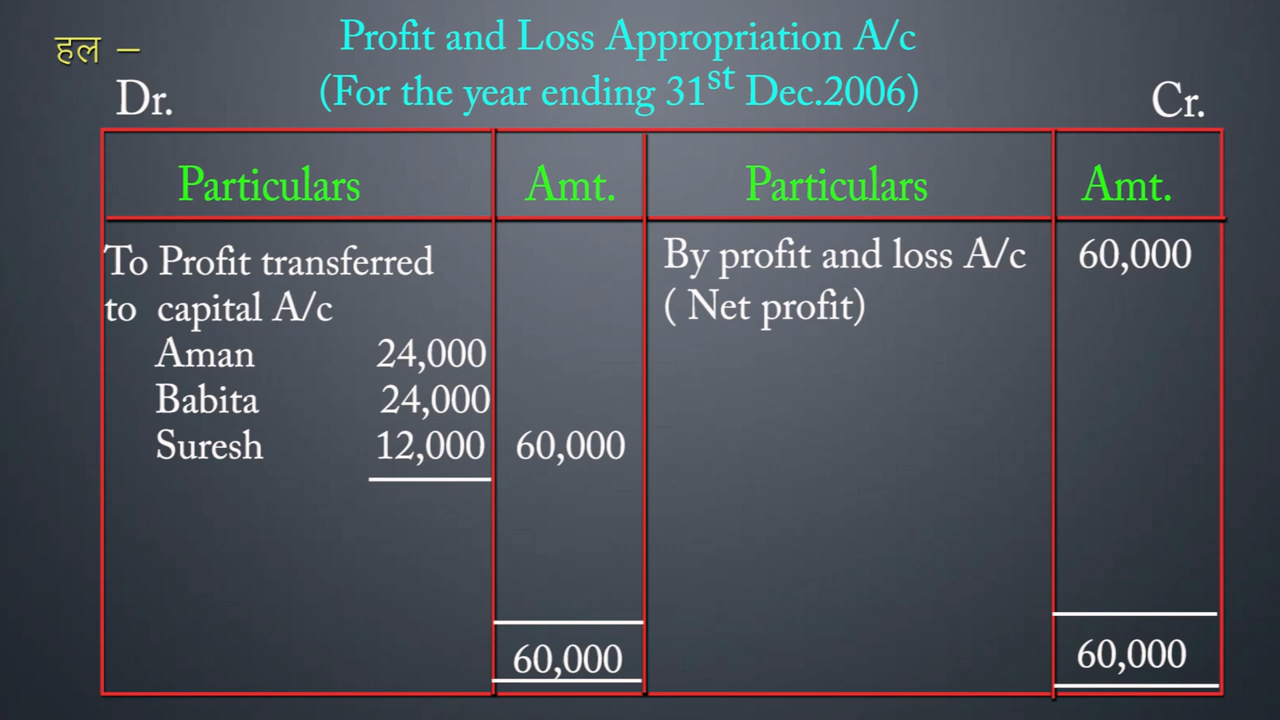 हल –
Profit and Loss Appropriation A/c
(For the year ending 31st Dec.2006)
Dr.
Cr.
Particulars Amt. Particulars Amt.
To Profit transferred
to capital A/c
Aman 24,000
Babita 24,000
Suresh 12,000 60,000
60,000
By profit and loss A/c 60,000
( Net profit)
60,000